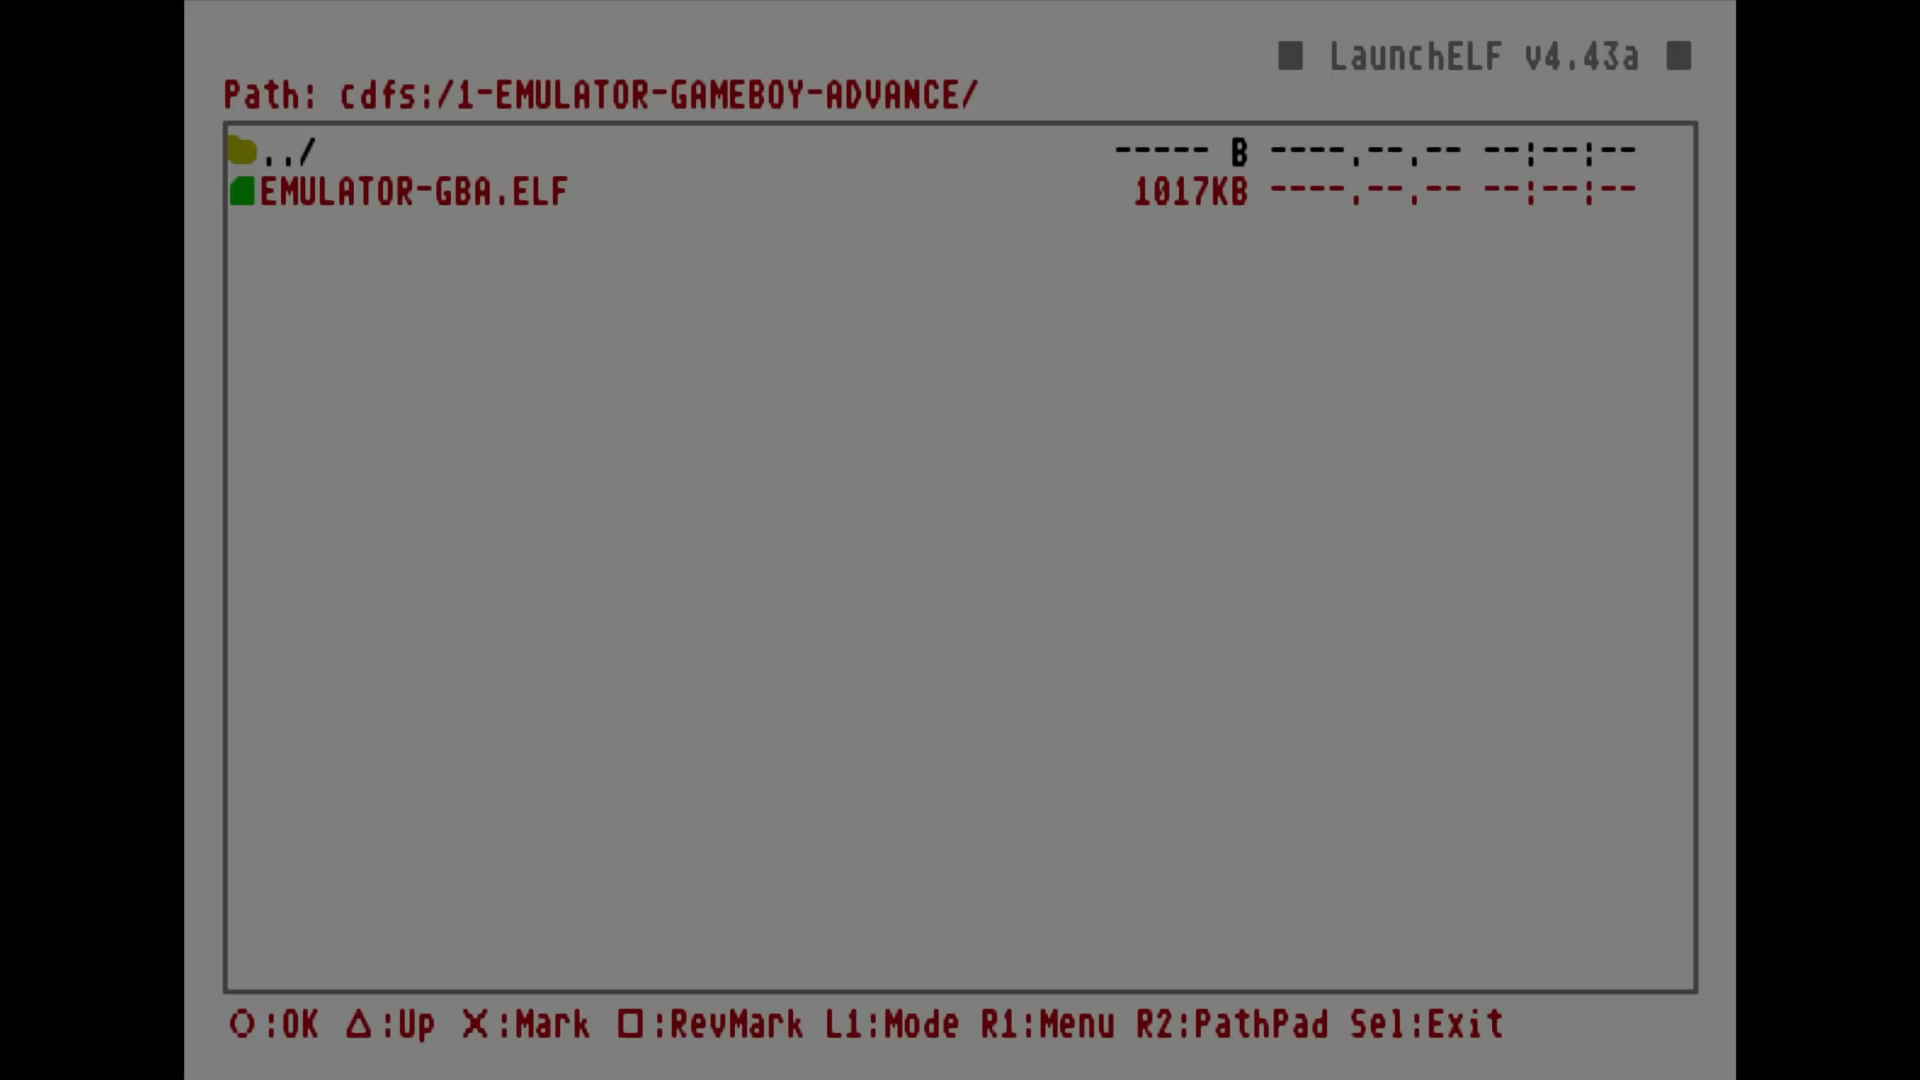 ■ LaunchELF v4.43a ■
Path: cdfs:/1-EMULATOR-GAMEBOY-ADVANCE/
../ ----- B ----.--.-- --:--:--
EMULATOR-GBA.ELF 1017KB ----.--.-- --:--:--
○:OK △:Up ×:Mark □:RevMark L1:Mode R1:Menu R2:PathPad Sel:Exit